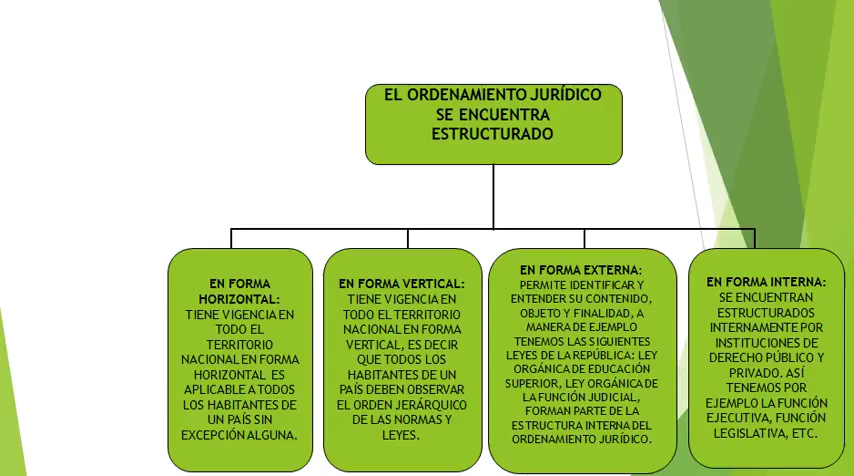 EL ORDENAMIENTO JURÍDICO
SE ENCUENTRA
ESTRUCTURADO
EN FORMA
HORIZONTAL:
TIENE VIGENCIA EN
TODO EL
TERRITORIO
NACIONAL EN FORMA
HORIZONTAL ES
APLICABLE A TODOS
LOS HABITANTES DE
UN PAÍS SIN
EXCEPCIÓN ALGUNA.
EN FORMA VERTICAL:
TIENE VIGENCIA EN
TODO EL TERRITORIO
NACIONAL EN FORMA
VERTICAL, ES DECIR
QUE TODOS LOS
HABITANTES DE UN
PAÍS DEBEN OBSERVAR
EL ORDEN JERÁRQUICO
DE LAS NORMAS Y
LEYES.
EN FORMA EXTERNA:
PERMITE IDENTIFICAR Y
ENTENDER SU CONTENIDO,
OBJETO Y FINALIDAD, A
MANERA DE EJEMPLO
TENEMOS LAS SIGUIENTES
LEYES DE LA REPÚBLICA: LEY
ORGÁNICA DE EDUCACIÓN
SUPERIOR, LEY ORGÁNICA DE
LA FUNCIÓN JUDICIAL,
FORMAN PARTE DE LA
ESTRUCTURA INTERNA DEL
ORDENAMIENTO JURÍDICO.
EN FORMA INTERNA:
SE ENCUENTRAN
ESTRUCTURADOS
INTERNAMENTE POR
INSTITUCIONES DE
DERECHO PÚBLICO Y
PRIVADO. ASÍ
TENEMOS POR
EJEMPLO LA FUNCIÓN
EJECUTIVA, FUNCIÓN
LEGISLATIVA, ETC.